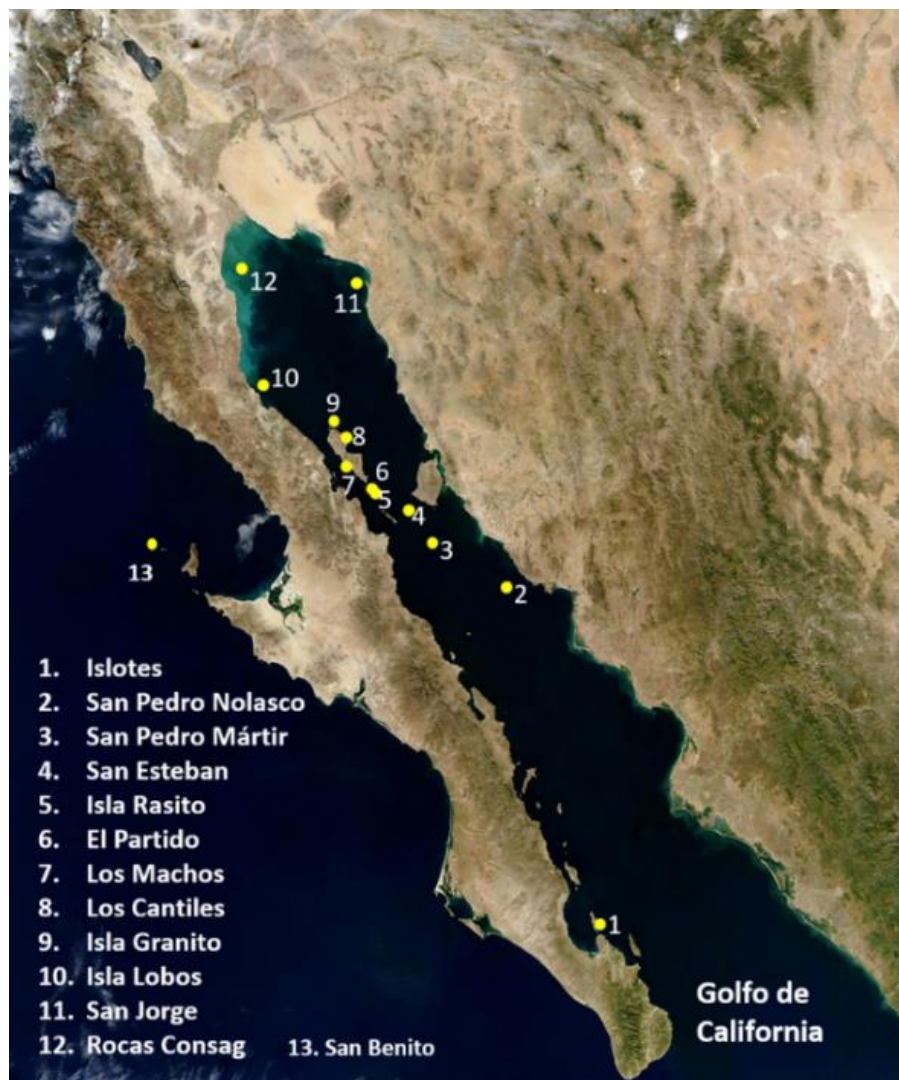 12
11
10
9
8
6
7
5
4
3
13
2
1. Islotes
2. San Pedro Nolasco
3. San Pedro Mártir
4. San Esteban
5. Isla Rasito
6. El Partido
7. Los Machos
8. Los Cantiles
9. Isla Granito
10. Isla Lobos
11. San Jorge
12. Rocas Consag
13. San Benito
1
Golfo de
California